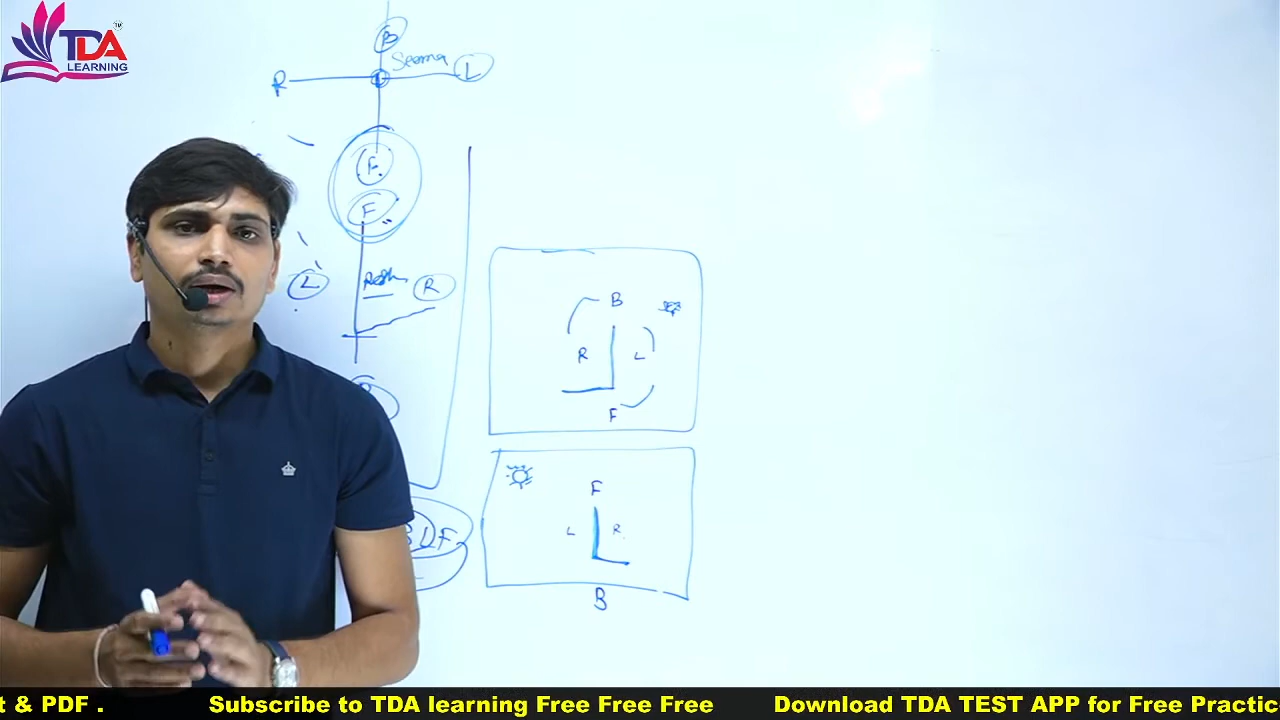 TDA
LEARNING
B
Seema
R
L
F
F
L
R
B
R
L
F
F
L
R
B
t & PDF .
Subscribe to TDA learning Free Free Free
Download TDA TEST APP for Free Practic